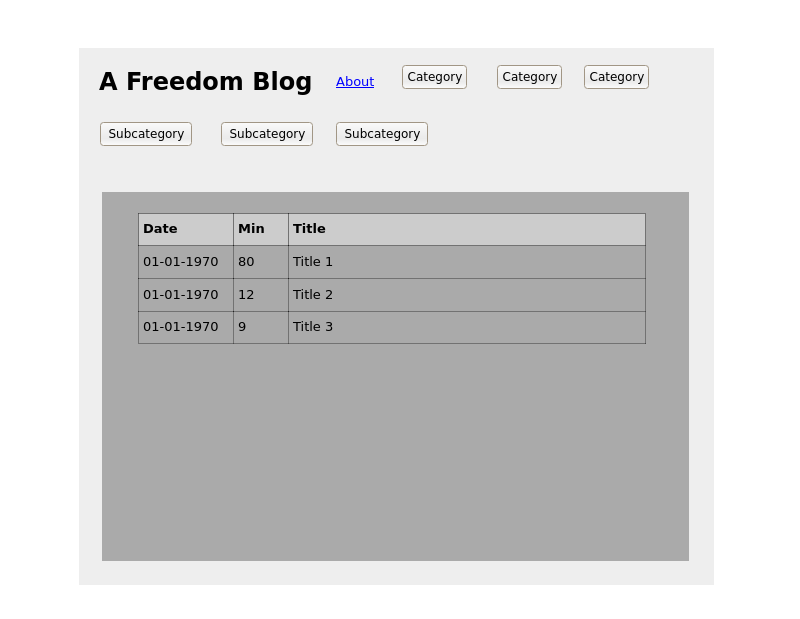 A Freedom Blog About Category Category Category
Subcategory Subcategory Subcategory
Date Min Title
01-01-1970 80 Title 1
01-01-1970 12 Title 2
01-01-1970 9 Title 3